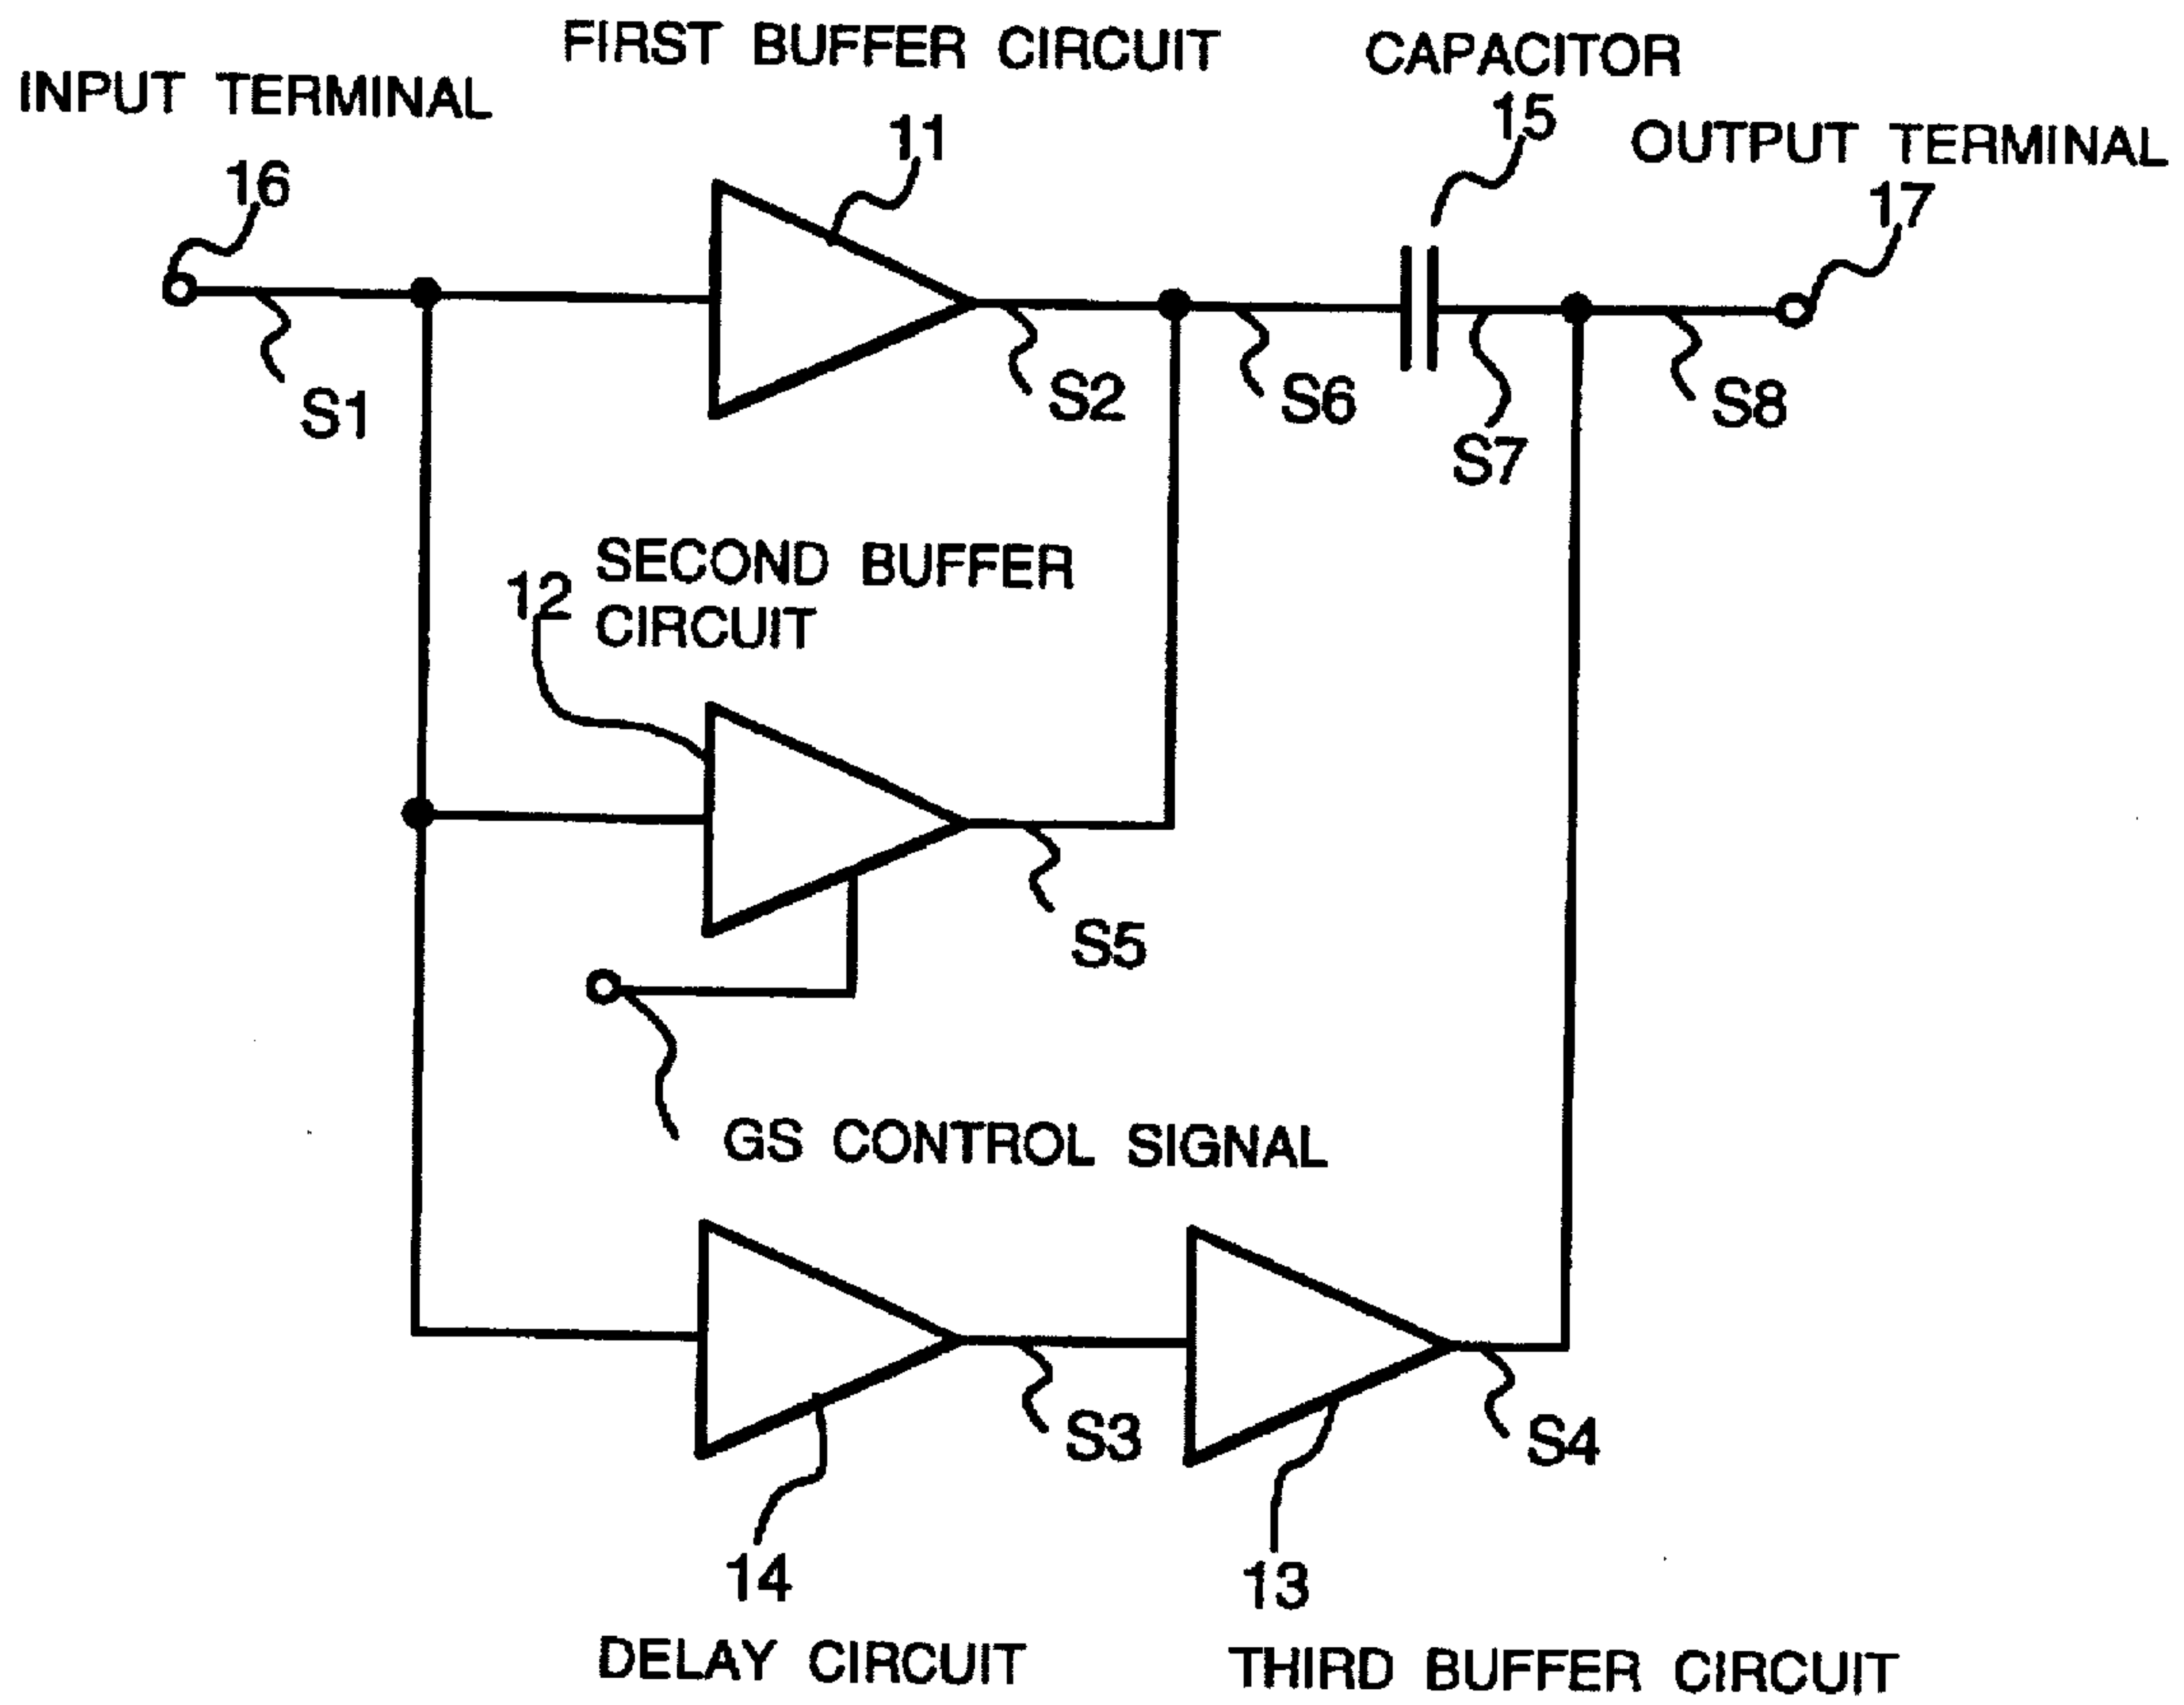 FIRST BUFFER CIRCUIT
CAPACITOR
INPUT TERMINAL
15
11
OUTPUT TERMINAL
16
17
S1
S2
S6
S8
S7
SECOND BUFFER
12
CIRCUIT
S5
GS CONTROL SIGNAL
S3
S4
14
13
DELAY CIRCUIT
THIRD BUFFER CIRCUIT